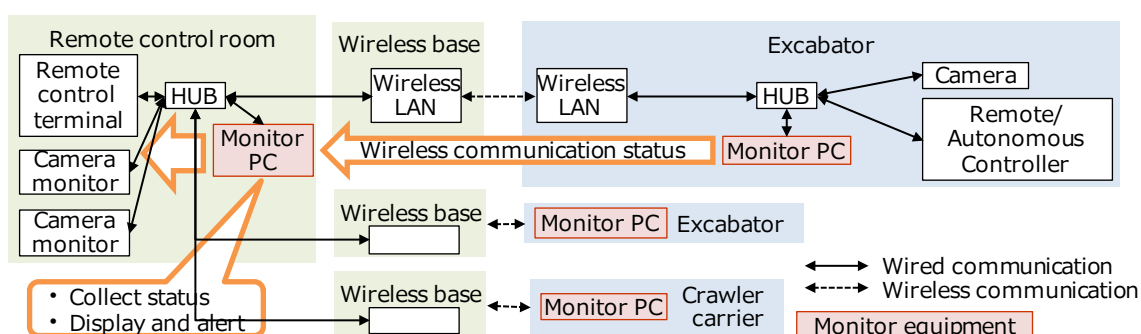 Remote control room
Remote
control
terminal
HUB
Monitor
PC
Camera
monitor
Camera
monitor
• Collect status
• Display and alert
Wireless base
Wireless
LAN
Wireless communication status
Excabator
Wireless
LAN
HUB
Monitor PC
Camera
Remote/
Autonomous
Controller
Wireless base
Monitor PC
Excabator
Wireless base
Monitor PC
Crawler
carrier
Wired communication
Wireless communication
Monitor equipment